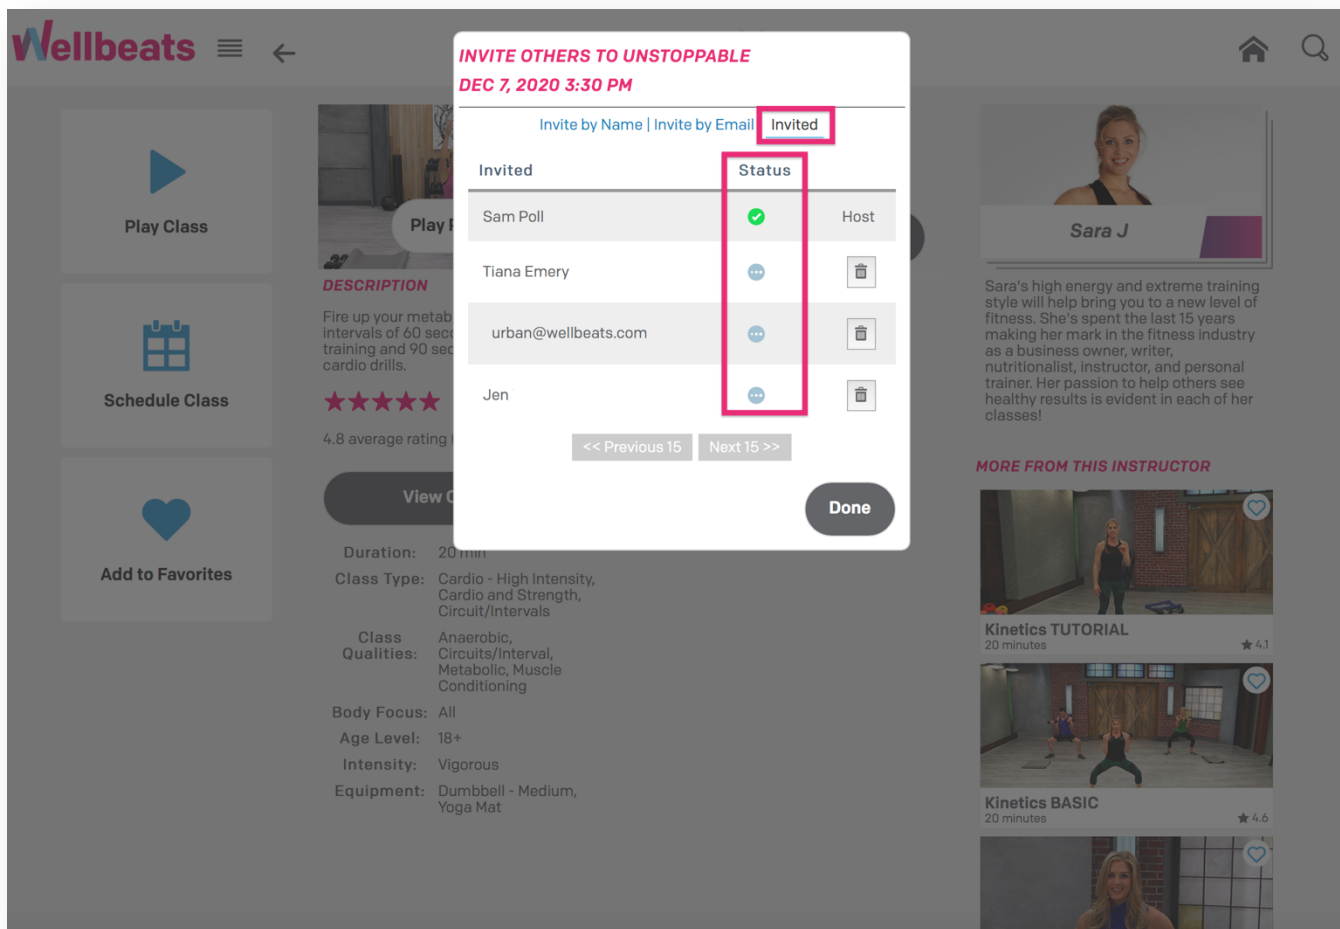 Wellbeats
INVITE OTHERS TO UNSTOPPABLE
DEC 7, 2020 3:30 PM
Invite by Name | Invite by Email
Invited
Invited
Status
Sam Poll
Host
Tiana Emery
urban@wellbeats.com
Jen
<< Previous 15
Next 15 >>
Done
Play Class
Schedule Class
Add to Favorites
Play
DESCRIPTION
Fire up your metab
intervals of 60 sec
training and 90 sec
cardio drills.
4.8 average rating
View
Duration: 20 min
Class Type: Cardio - High Intensity,
Cardio and Strength,
Circuit/Intervals
Class
Qualities:
Anaerobic,
Circuits/Interval,
Metabolic, Muscle
Conditioning
Body Focus: All
Age Level: 18+
Intensity: Vigorous
Equipment: Dumbbell - Medium,
Yoga Mat
Sara J
Sara's high energy and extreme training
style will help bring you to a new level of
fitness. She's spent the last 15 years
making her mark in the fitness industry
as a business owner, writer,
nutritionalist, instructor, and personal
trainer. Her passion to help others see
healthy results is evident in each of her
classes!
MORE FROM THIS INSTRUCTOR
Kinetics TUTORIAL
20 minutes
4.1
Kinetics BASIC
20 minutes
4.6